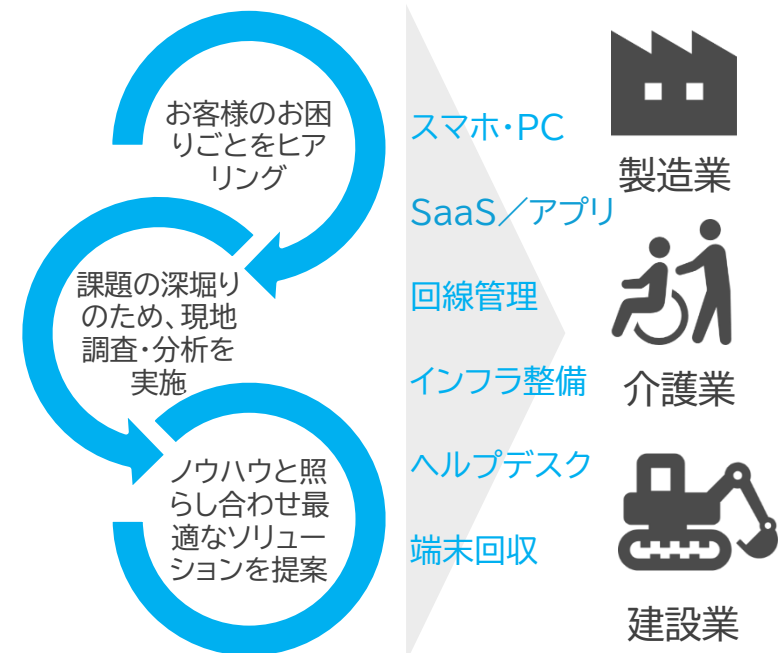 お客様のお困
りごとをヒア
リング
課題の深堀り
のため、現地
調査・分析を
実施
ノウハウと照
らし合わせ最
適なソリュー
ションを提案
スマホ・PC
SaaS／アプリ
回線管理
インフラ整備
ヘルプデスク
端末回収
製造業
介護業
建設業